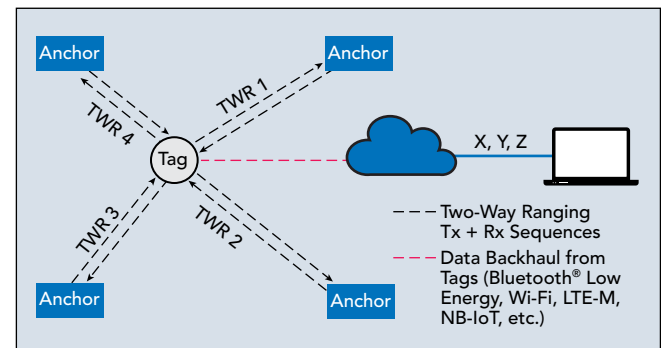 Anchor
Anchor
TWR 1
TWR 4
Tag
X, Y, Z
TWR 3
TWR 2
Anchor
Anchor
Two-Way Ranging
Tx + Rx Sequences
Data Backhaul from
Tags (Bluetooth® Low
Energy, Wi-Fi, LTE-M,
NB-IoT, etc.)